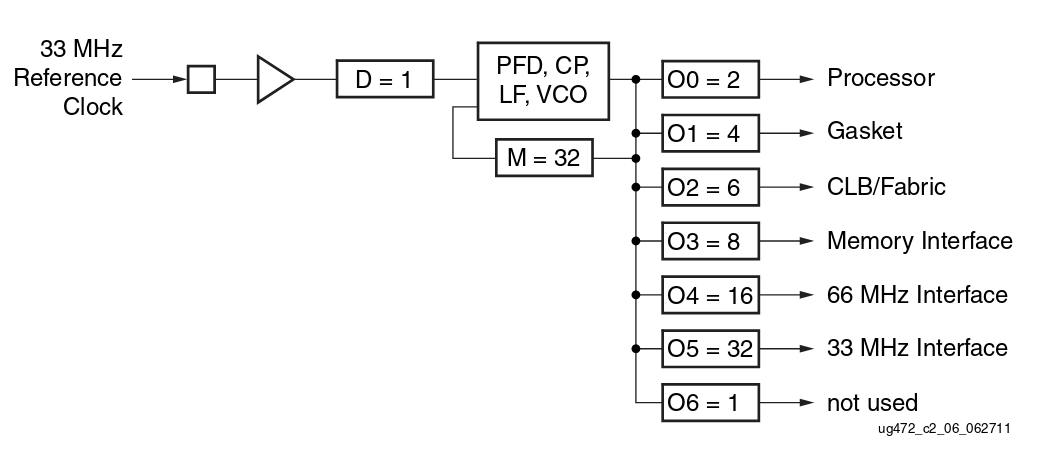 33 MHz
Reference
Clock
D = 1
PFD, CP,
LF, VCO
M = 32
O0 = 2
Processor
O1 = 4
Gasket
O2 = 6
CLB/Fabric
O3 = 8
Memory Interface
O4 = 16
66 MHz Interface
O5 = 32
33 MHz Interface
O6 = 1
not used
ug472_c2_06_062711